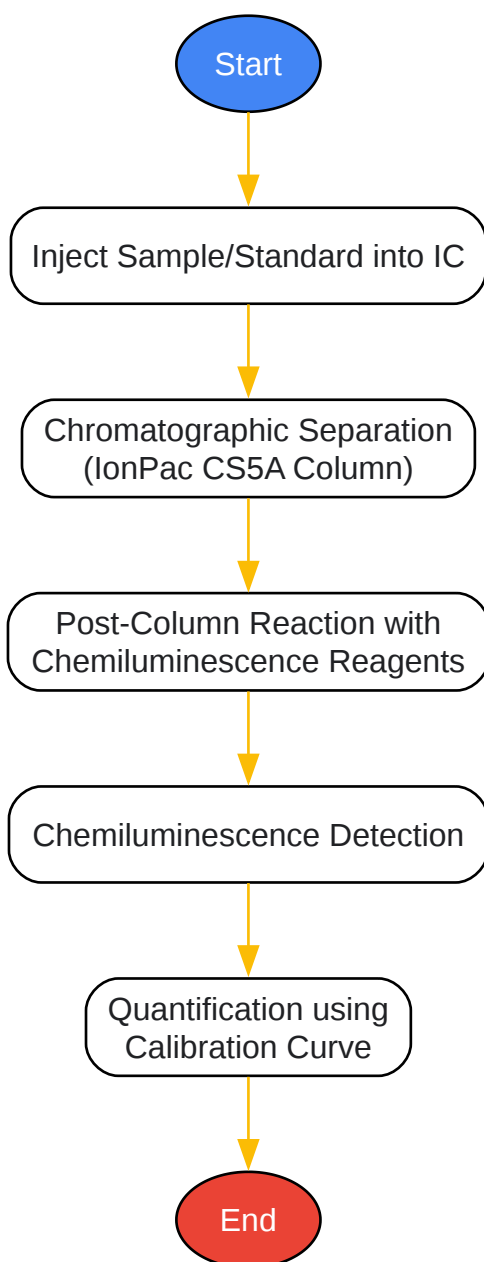 Start
Inject Sample/Standard into IC
Chromatographic Separation
(IonPac CS5A Column)
Post-Column Reaction with
Chemiluminescence Reagents
Chemiluminescence Detection
Quantification using
Calibration Curve
End